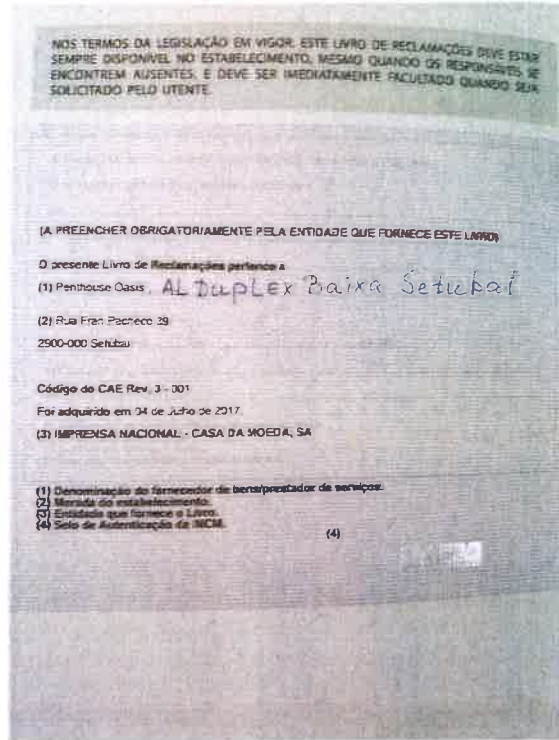 NOS TERMOS DA LEGISLAÇÃO EM VIGOR, ESTE LIVRO DE RECLAMAÇÕES DEVE ESTAR
SEMPRE DISPONÍVEL NO ESTABELECIMENTO, MESMO QUANDO OS RESPONSÁVEIS SE
ENCONTREM AUSENTES, E DEVE SER IMEDIATAMENTE FACULTADO QUANDO SEJA
SOLICITADO PELO UTENTE.
(A PREENCHER OBRIGATORIAMENTE PELA ENTIDADE QUE FORNECE ESTE LIVRO)
O presente Livro de Reclamações pertence a
(1) Penthouse Oasis, AL Duplex Baixa Setubal
(2) Rua Fran Pacheco 39
2900-000 Setubal
Código do CAE Rev. 3 - 001
Foi adquirido em 04 de Julho de 2017
(3) IMPRENSA NACIONAL - CASA DA MOEDA, SA
(1) Denominação do fornecedor de bens/prestador de serviços.
(2) Morada do estabelecimento.
(3) Entidade que fornece o Livro.
(4) Selo de Autenticação da INCM.
(4)